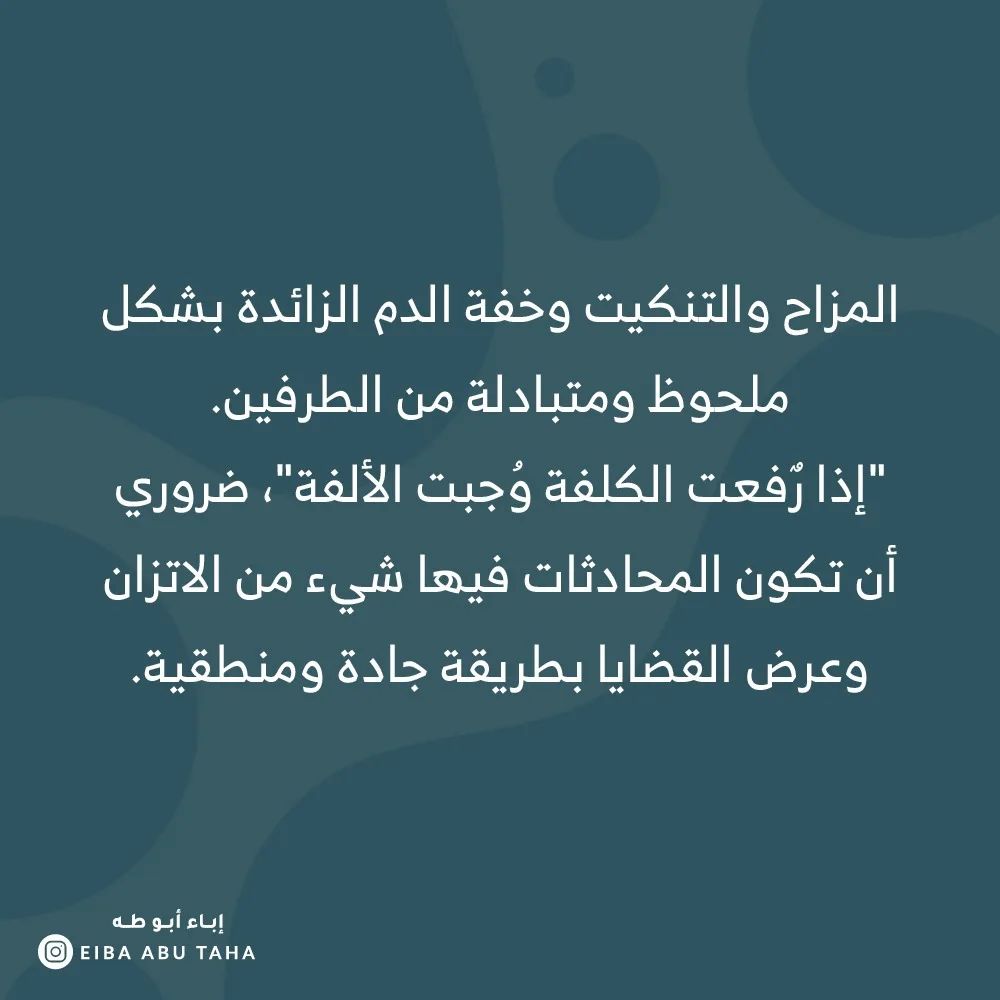 المزاح والتنكيت وخفة الدم الزائدة بشكل
ملحوظ ومتبادلة من الطرفين.
"إذا رٌفعت الكلفة وُجبت الألفة"، ضروري
أن تكون المحادثات فيها شيء من الاتزان
وعرض القضايا بطريقة جادة ومنطقية.
إباء أبو طه
EIBA ABU TAHA